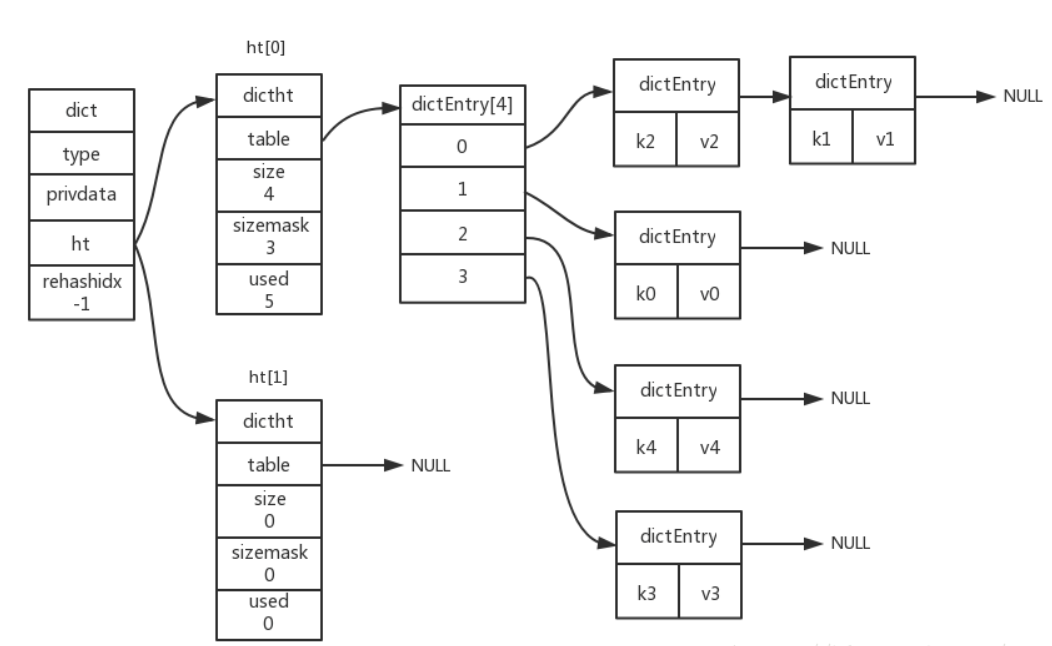 ht[0]
dict
type
privdata
ht
rehashidx
-1
dictht
table
size
4
sizemask
3
used
5
dictEntry[4]
0
1
2
3
dictEntry
k2 v2
dictEntry
k1 v1
NULL
dictEntry
k0 v0
NULL
dictEntry
k4 v4
NULL
dictEntry
k3 v3
NULL
ht[1]
dictht
table
NULL
size
0
sizemask
0
used
0